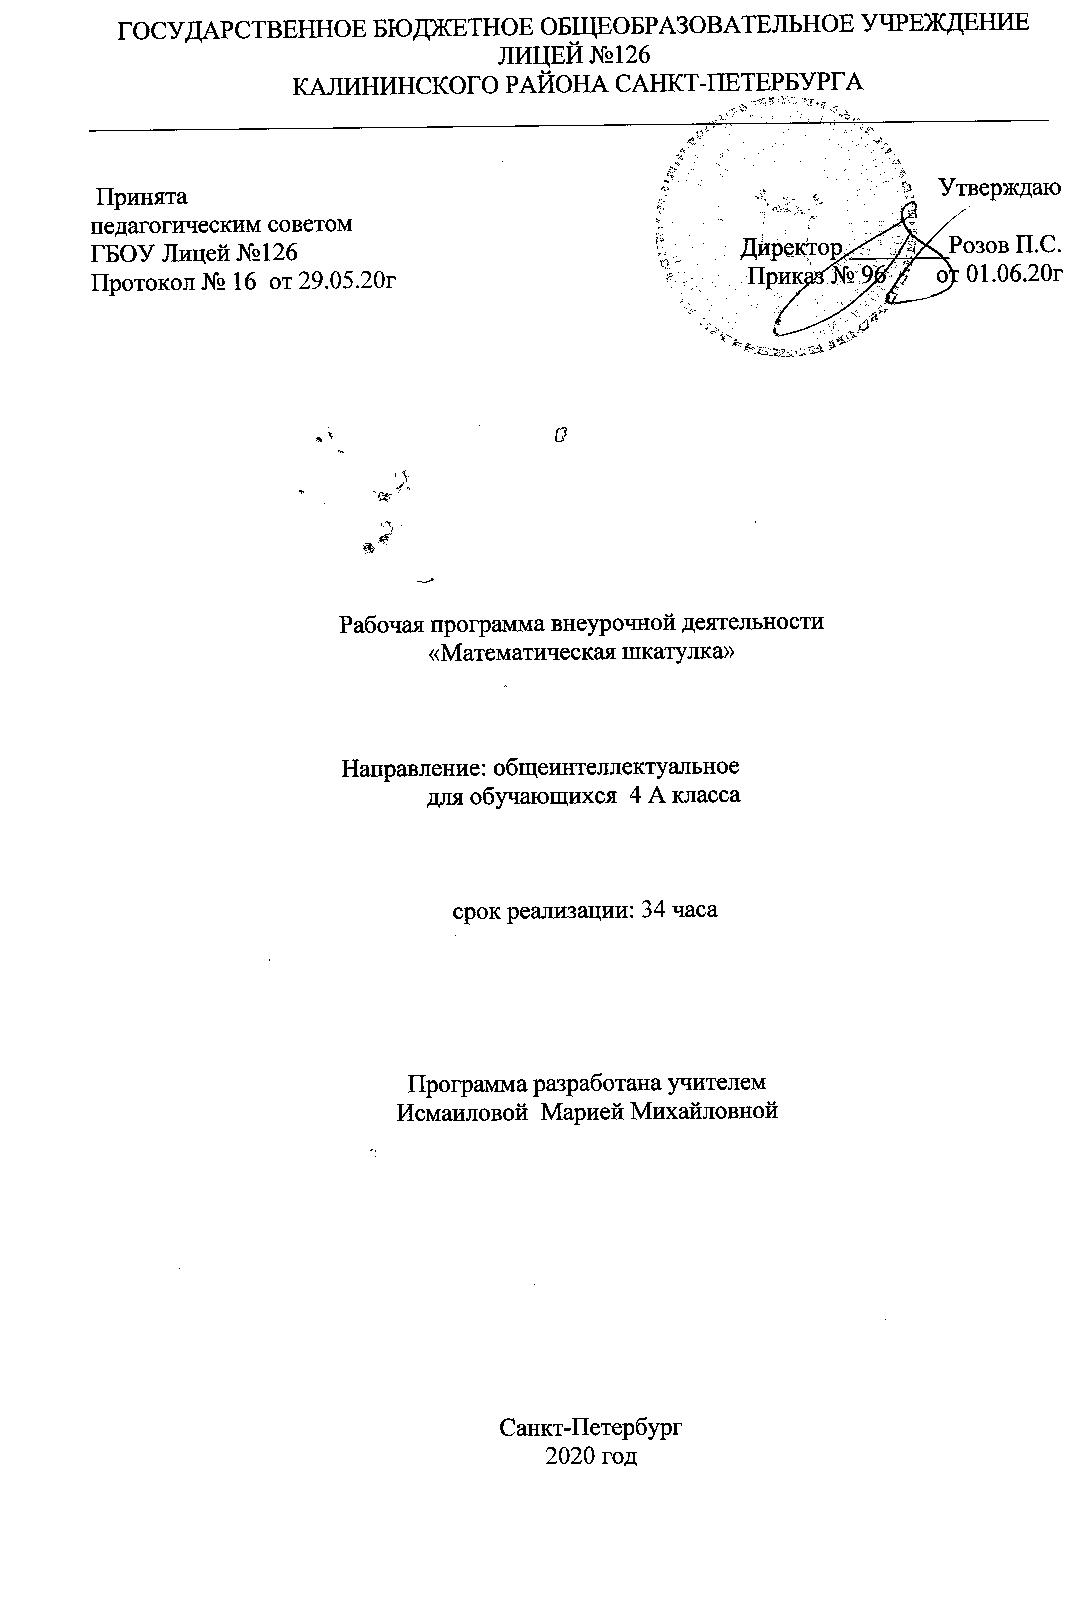 ГОСУДАРСТВЕННОЕ БЮДЖЕТНОЕ ОБЩЕОБРАЗОВАТЕЛЬНОЕ УЧРЕЖДЕНИЕ
ЛИЦЕЙ №126
КАЛИНИНСКОГО РАЙОНА САНКТ-ПЕТЕРБУРГА
Принята
педагогическим советом
ГБОУ Лицей №126
Протокол № 16 от 29.05.20г
Утверждаю
Директор________Розов П.С.
Приказ № 96 от 01.06.20г
Рабочая программа внеурочной деятельности
«Математическая шкатулка»
Направление: общеинтеллектуальное
для обучающихся 4 А класса
срок реализации: 34 часа
Программа разработана учителем
Исмаиловой Марией Михайловной
Санкт-Петербург
2020 год